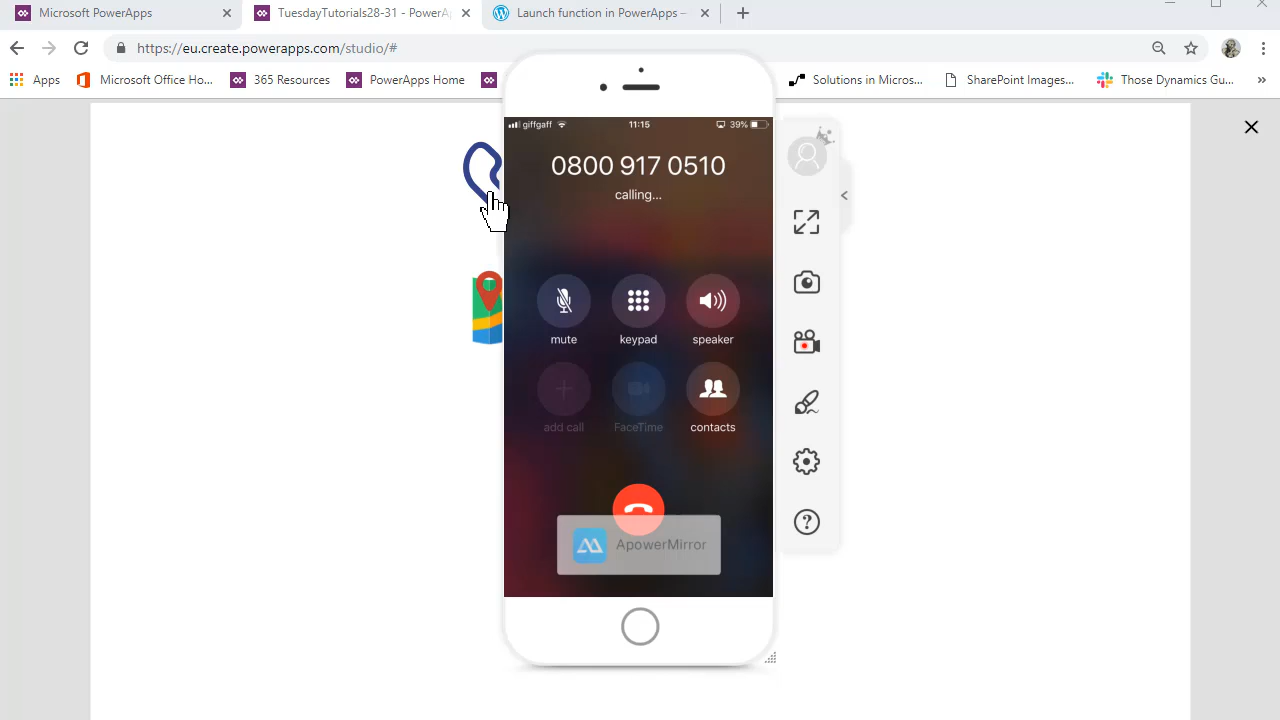 Microsoft PowerApps
TuesdayTutorials28-31 - PowerA
Launch function in PowerApps –
https://eu.create.powerapps.com/studio/#
Apps
Microsoft Office Ho...
365 Resources
PowerApps Home
Solutions in Micros...
SharePoint Images...
Those Dynamics Gu...
giffgaff
11:15
39%
0800 917 0510
calling...
mute
keypad
speaker
add call
FaceTime
contacts
ApowerMirror